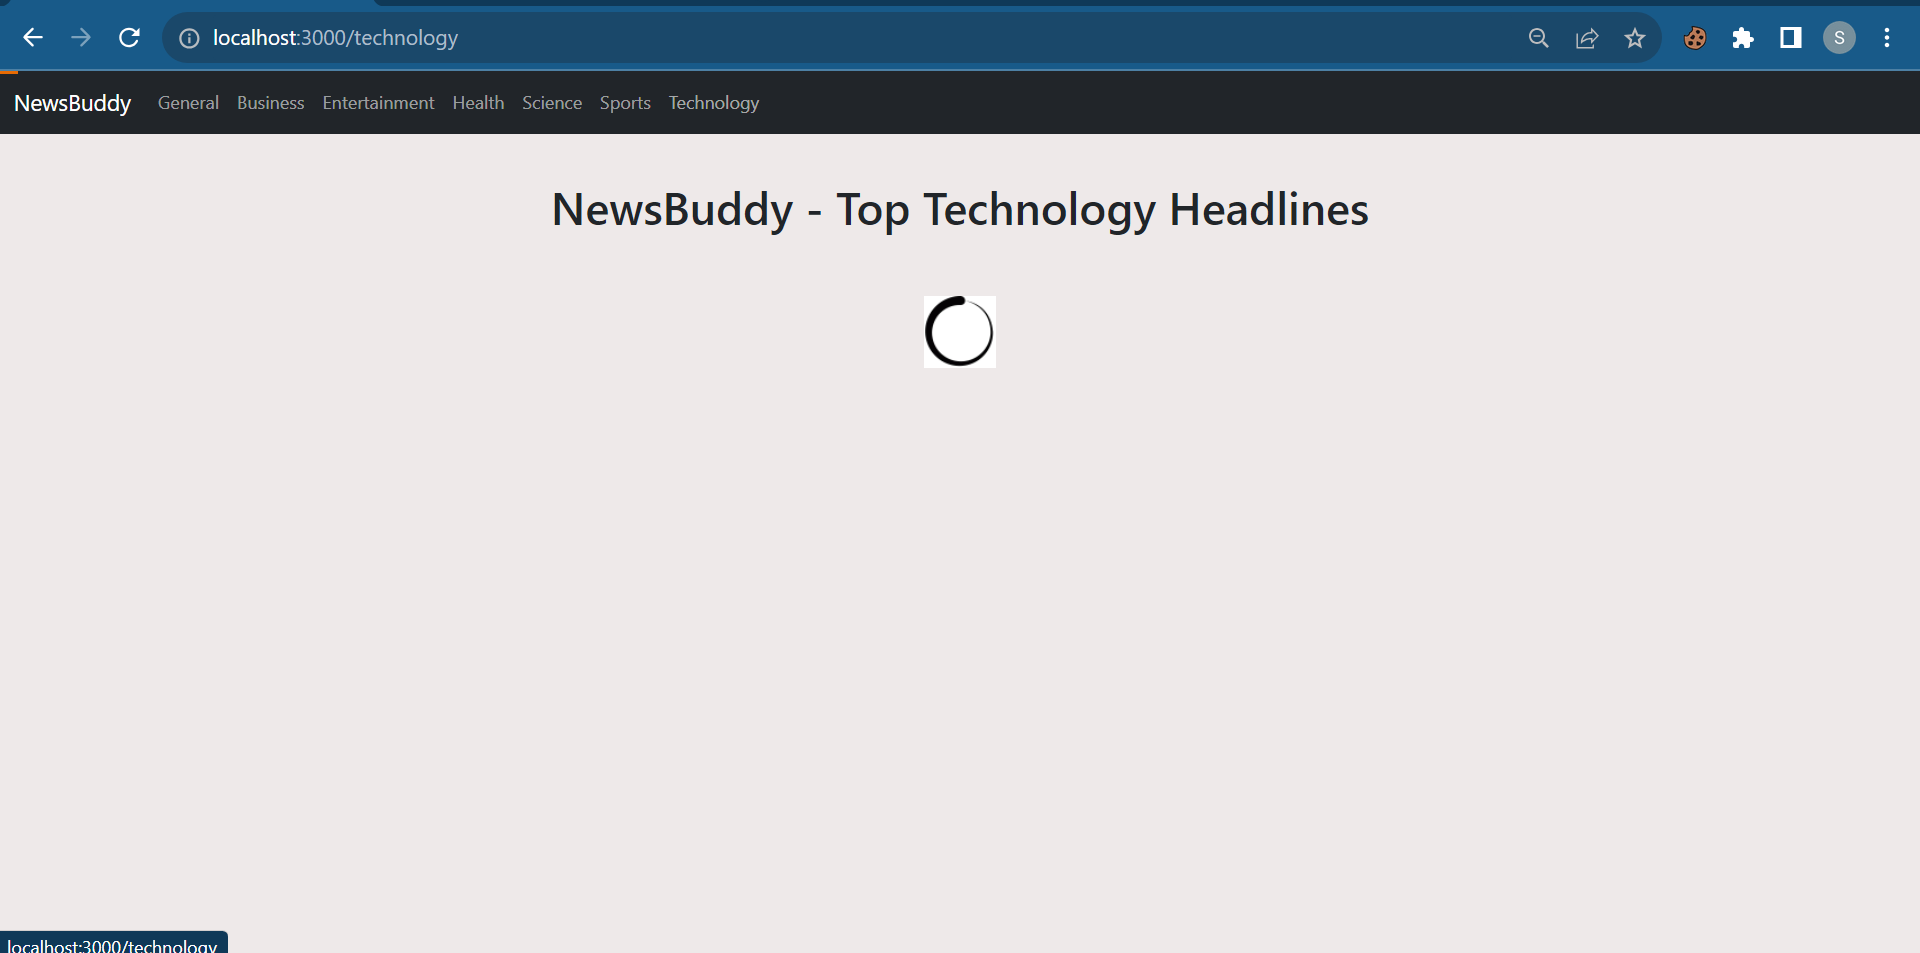 localhost:3000/technology
S
NewsBuddy General Business Entertainment Health Science Sports Technology
NewsBuddy - Top Technology Headlines
localhost:3000/technology